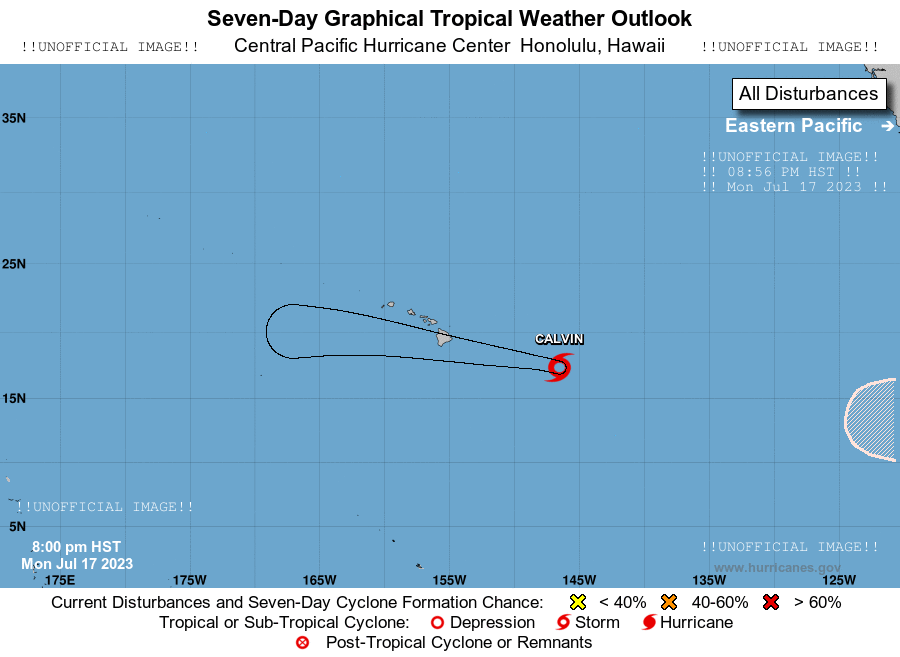 Seven-Day Graphical Tropical Weather Outlook
!!UNOFFICIAL IMAGE!! Central Pacific Hurricane Center Honolulu, Hawaii !!UNOFFICIAL IMAGE!!
All Disturbances
35N
Eastern Pacific →
!!UNOFFICIAL IMAGE!!
!! 08:56 PM HST !!
!! Mon Jul 17 2023 !!
25N
CALVIN
15N
!!UNOFFICIAL IMAGE!!
5N
8:00 pm HST
Mon Jul 17 2023
!!UNOFFICIAL IMAGE!!
www.hurricanes.gov
175E 175W 165W 155W 145W 135W 125W
Current Disturbances and Seven-Day Cyclone Formation Chance: < 40% 40-60% > 60%
Tropical or Sub-Tropical Cyclone: Depression Storm Hurricane
Post-Tropical Cyclone or Remnants